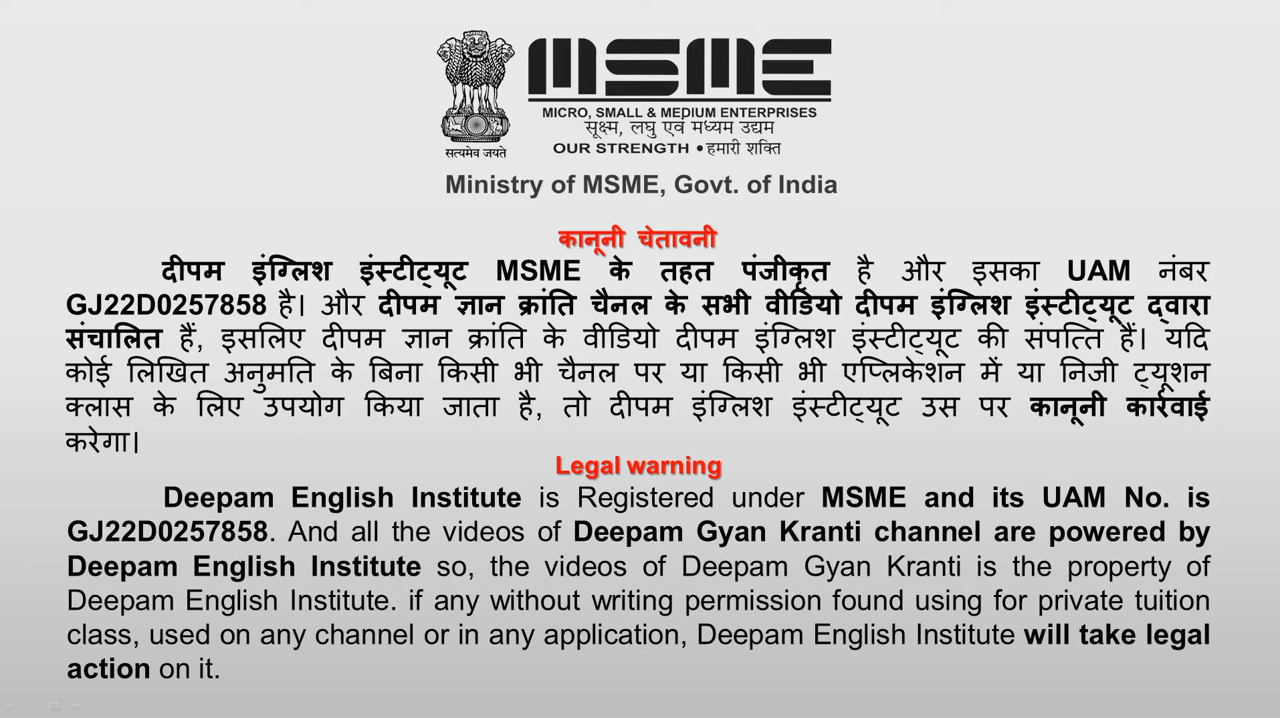 MSME
MICRO, SMALL & MEDIUM ENTERPRISES
सूक्ष्म, लघु एवं मध्यम उद्यम
सत्यमेव जयते
OUR STRENGTH • हमारी शक्ति
Ministry of MSME, Govt. of India
कानूनी चेतावनी
दीपम इंग्लिश इंस्टीट्यूट MSME के तहत पंजीकृत है और इसका UAM नंबर
GJ22D0257858 है। और दीपम ज्ञान क्रांति चैनल के सभी वीडियो दीपम इंग्लिश इंस्टीट्यूट द्वारा
संचालित हैं, इसलिए दीपम ज्ञान क्रांति के वीडियो दीपम इंग्लिश इंस्टीट्यूट की संपत्ति हैं। यदि
कोई लिखित अनुमति के बिना किसी भी चैनल पर या किसी भी एप्लिकेशन में या निजी ट्यूशन
क्लास के लिए उपयोग किया जाता है, तो दीपम इंग्लिश इंस्टीट्यूट उस पर कानूनी कार्रवाई
करेगा।
Legal warning
Deepam English Institute is Registered under MSME and its UAM No. is
GJ22D0257858. And all the videos of Deepam Gyan Kranti channel are powered by
Deepam English Institute so, the videos of Deepam Gyan Kranti is the property of
Deepam English Institute. if any without writing permission found using for private tuition
class, used on any channel or in any application, Deepam English Institute will take legal
action on it.